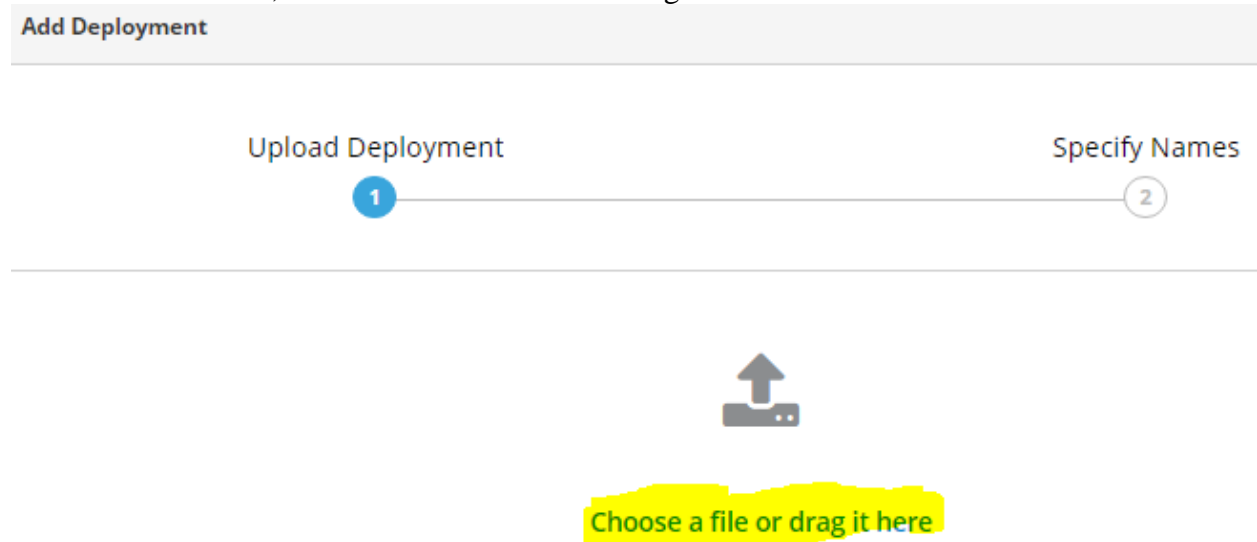 Add Deployment
Upload Deployment
Specify Names
1
2
Choose a file or drag it here